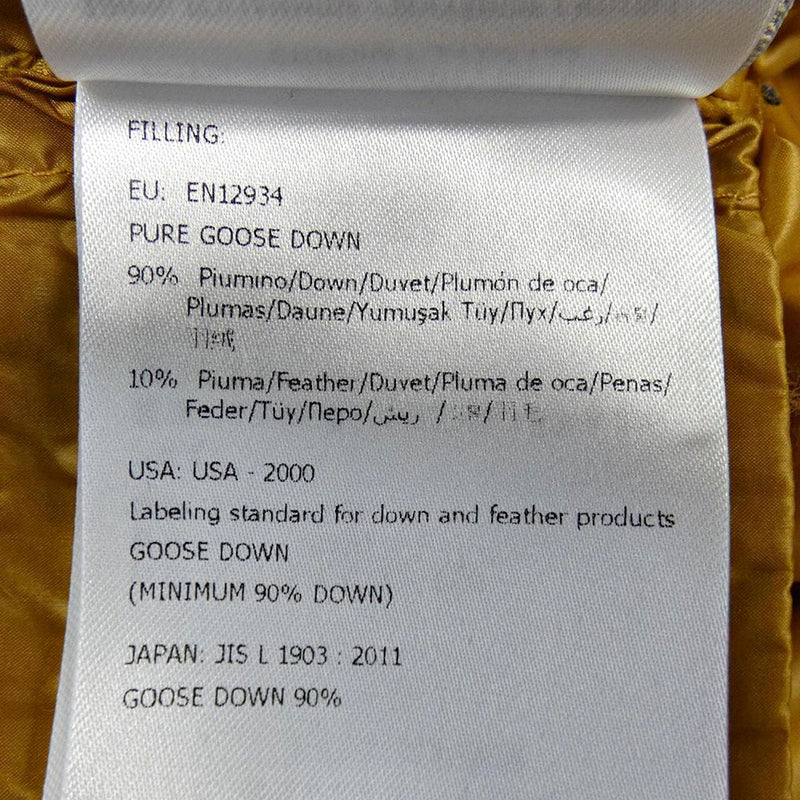 FILLING:
EU: EN12934
PURE GOOSE DOWN
90% Piumino/Down/Duvet/Plumón de oca/
Plumas/Daune/Yumuşak Tüy/Пух/زغب/
10% Piuma/Feather/Duvet/Pluma de oca/Penas/
Feder/Tüy/Перо/ريش /
USA: USA - 2000
Labeling standard for down and feather products
GOOSE DOWN
(MINIMUM 90% DOWN)
JAPAN: JIS L 1903 : 2011
GOOSE DOWN 90%